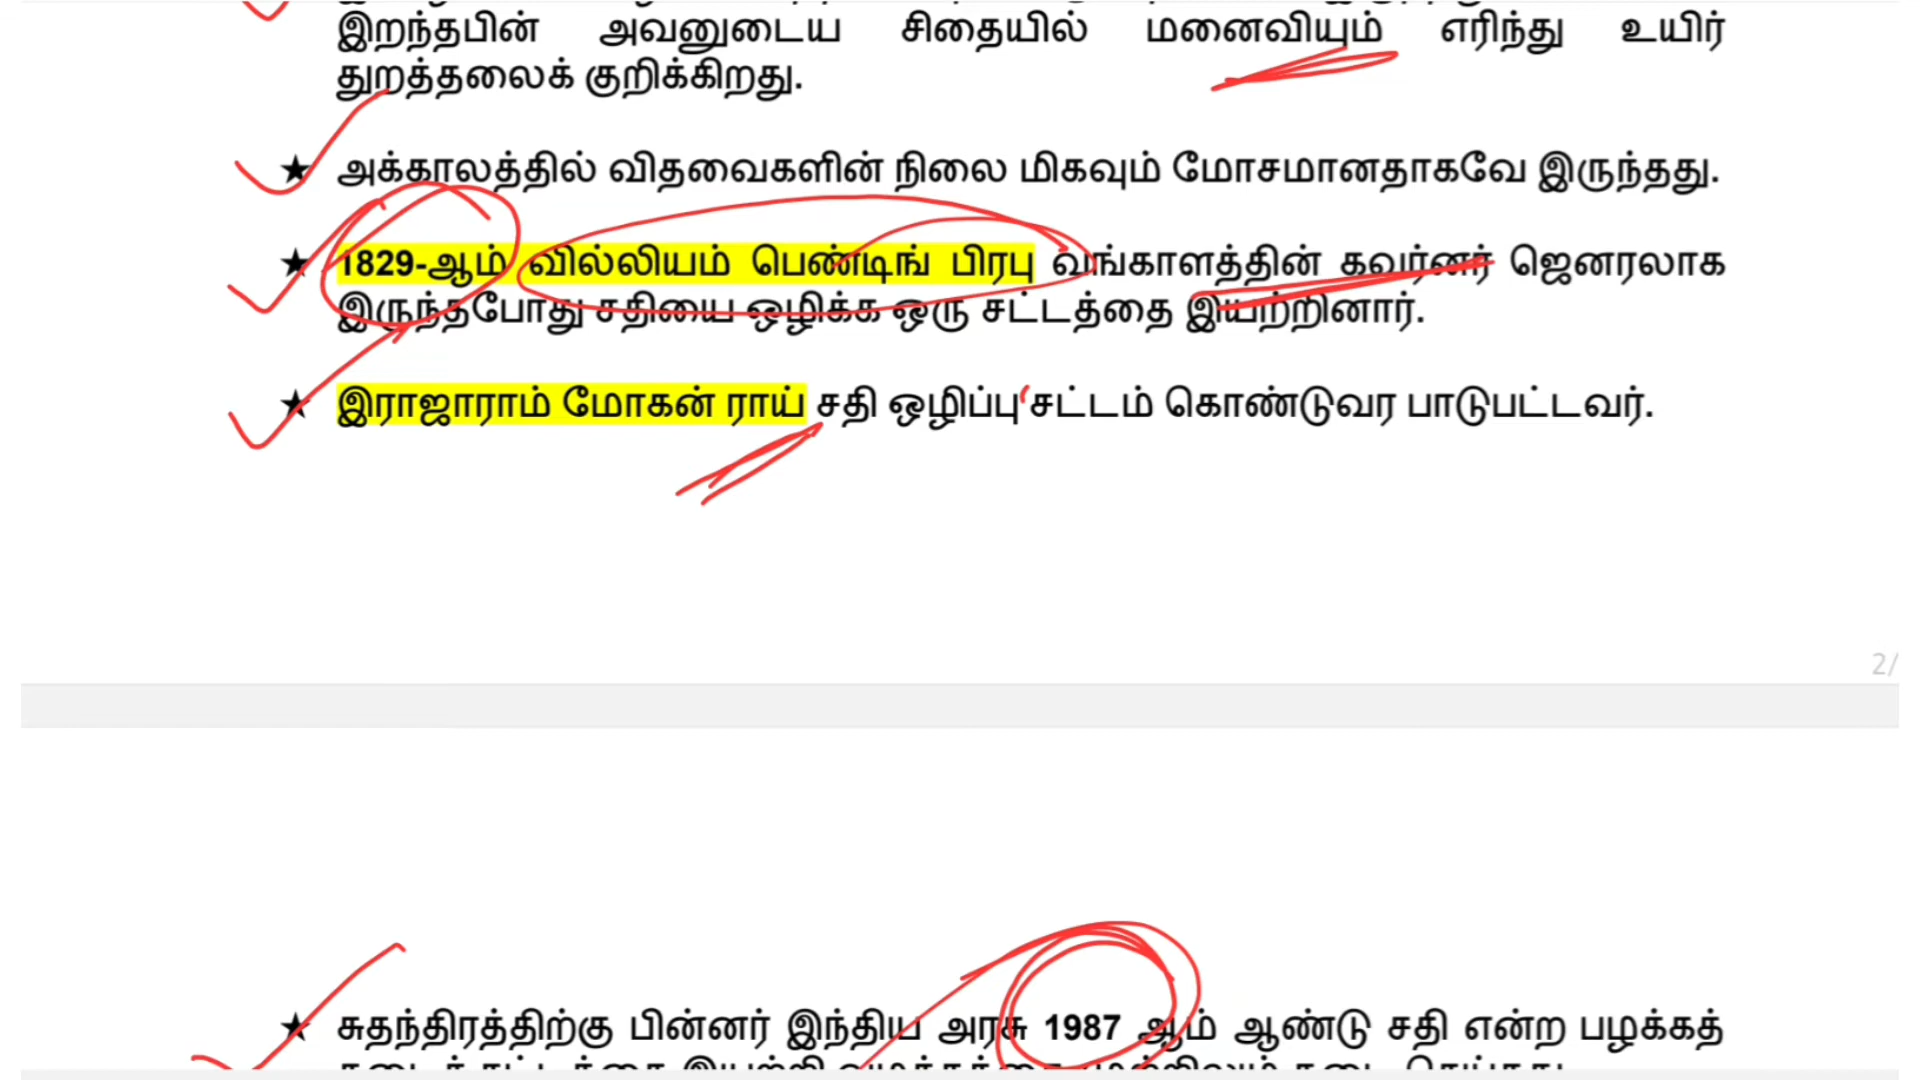 இறந்தபின் அவனுடைய சிதையில் மனைவியும் எரிந்து உயிர்
துறத்தலைக் குறிக்கிறது.
★ அக்காலத்தில் விதவைகளின் நிலை மிகவும் மோசமானதாகவே இருந்தது.
★ 1829-ஆம் வில்லியம் பெண்டிங் பிரபு வங்காளத்தின் கவர்னர் ஜெனரலாக
இருந்தபோது சதியை ஒழிக்க ஒரு சட்டத்தை இயற்றினார்.
★ இராஜாராம் மோகன் ராய் சதி ஒழிப்பு சட்டம் கொண்டுவர பாடுபட்டவர்.
2/
★ சுதந்திரத்திற்கு பின்னர் இந்திய அரசு 1987 ஆம் ஆண்டு சதி என்ற பழக்கத்